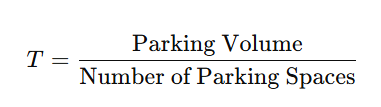 T = Parking Volume / Number of Parking Spaces